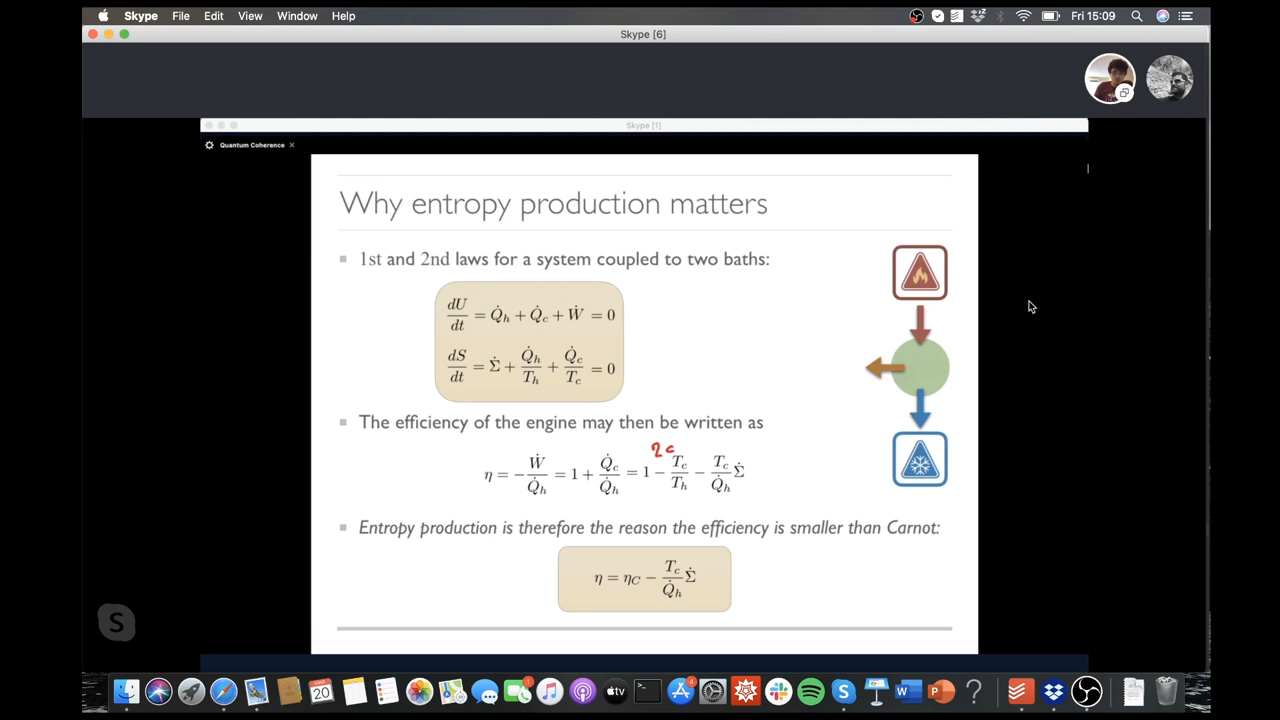 Skype File Edit View Window Help Fri 15:09
Skype [6]
Skype [1]
Quantum Coherence
Why entropy production matters
1st and 2nd laws for a system coupled to two baths:
dU/dt = Q̇_h + Q̇_c + Ẇ = 0
dS/dt = Σ̇ + Q̇_h/T_h + Q̇_c/T_c = 0
The efficiency of the engine may then be written as
η = −Ẇ/Q̇_h = 1 + Q̇_c/Q̇_h = 1 − T_c/T_h − T_c/Q̇_h Σ̇
Entropy production is therefore the reason the efficiency is smaller than Carnot:
η = η_C − T_c/Q̇_h Σ̇
S
MAR
20
tv